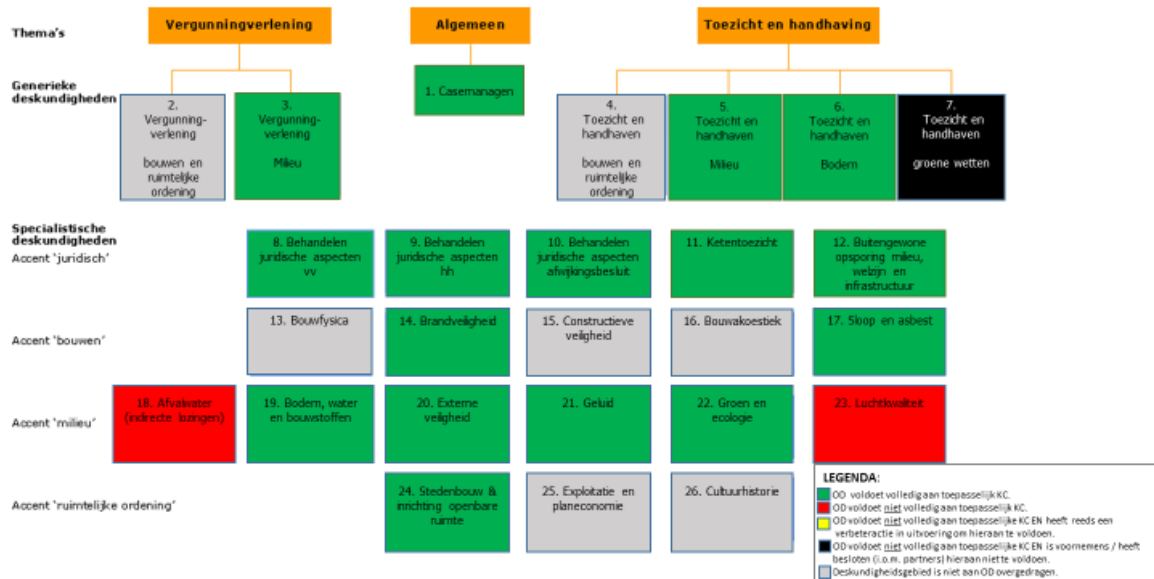 Thema's
Vergunningverlening
Algemeen
Toezicht en handhaving
Generieke
deskundigheden
1. Casemanagen
2.
Vergunning-
verlening
bouwen en
ruimtelijke
ordening
3.
Vergunning-
verlening
Milieu
4.
Toezicht en
handhaven
bouwen en
ruimtelijke
ordening
5.
Toezicht en
handhaven
Milieu
6.
Toezicht en
handhaven
Bodem
7.
Toezicht en
handhaven
groene wetten
Specialistische
deskundigheden
Accent 'juridisch'
8. Behandelen
juridische aspecten
vv
9. Behandelen
juridische aspecten
hh
10. Behandelen
juridische aspecten
afwijkingsbesluit
11. Ketentoezicht
12. Buitengewone
opsporing milieu,
welzijn en
infrastructuur
Accent 'bouwen'
13. Bouwfysica
14. Brandveiligheid
15. Constructieve
veiligheid
16. Bouwakoestiek
17. Sloop en asbest
Accent 'milieu'
18. Afvalwater
(indirecte lozingen)
19. Bodem, water
en bouwstoffen
20. Externe
veiligheid
21. Geluid
22. Groen en
ecologie
23. Luchtkwaliteit
Accent 'ruimtelijke ordening'
24. Stedenbouw &
inrichting openbare
ruimte
25. Exploitatie en
planeconomie
26. Cultuurhistorie
LEGENDA:
OD voldoet volledig aan toepasselijk KC.
OD voldoet niet volledig aan toepasselijk KC.
OD voldoet niet volledig aan toepasselijke KC EN heeft reeds een
verbeteractie in uitvoering om hieraan te voldoen.
OD voldoet niet volledig aan toepasselijke KC EN is voornemens / heeft
besloten (i.o.m. partners) hieraan niet te voldoen.
Deskundigheidsgebied is niet aan OD overgedragen.